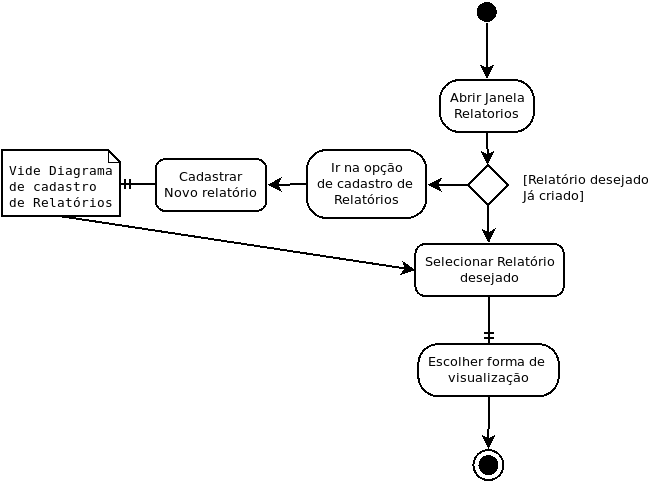 Abrir Janela
Relatorios
[Relatório desejado
Já criado]
Ir na opção
de cadastro de
Relatórios
Cadastrar
Novo relatório
Vide Diagrama
de cadastro
de Relatórios
Selecionar Relatório
desejado
Escolher forma de
visualização